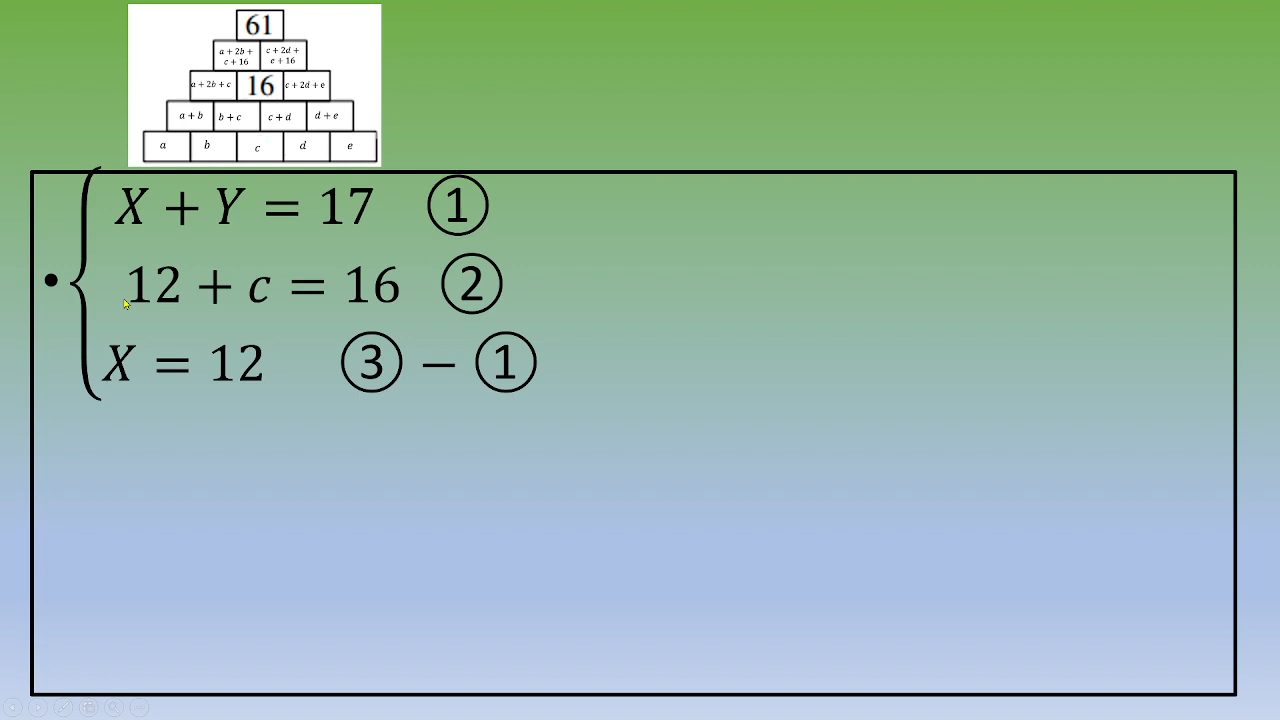 61
a + 2b + c + 16 c + 2d + e + 16
a + 2b + c 16 c + 2d + e
a + b b + c c + d d + e
a b c d e
• { X + Y = 17 ①
12 + c = 16 ②
X = 12 ③ − ①